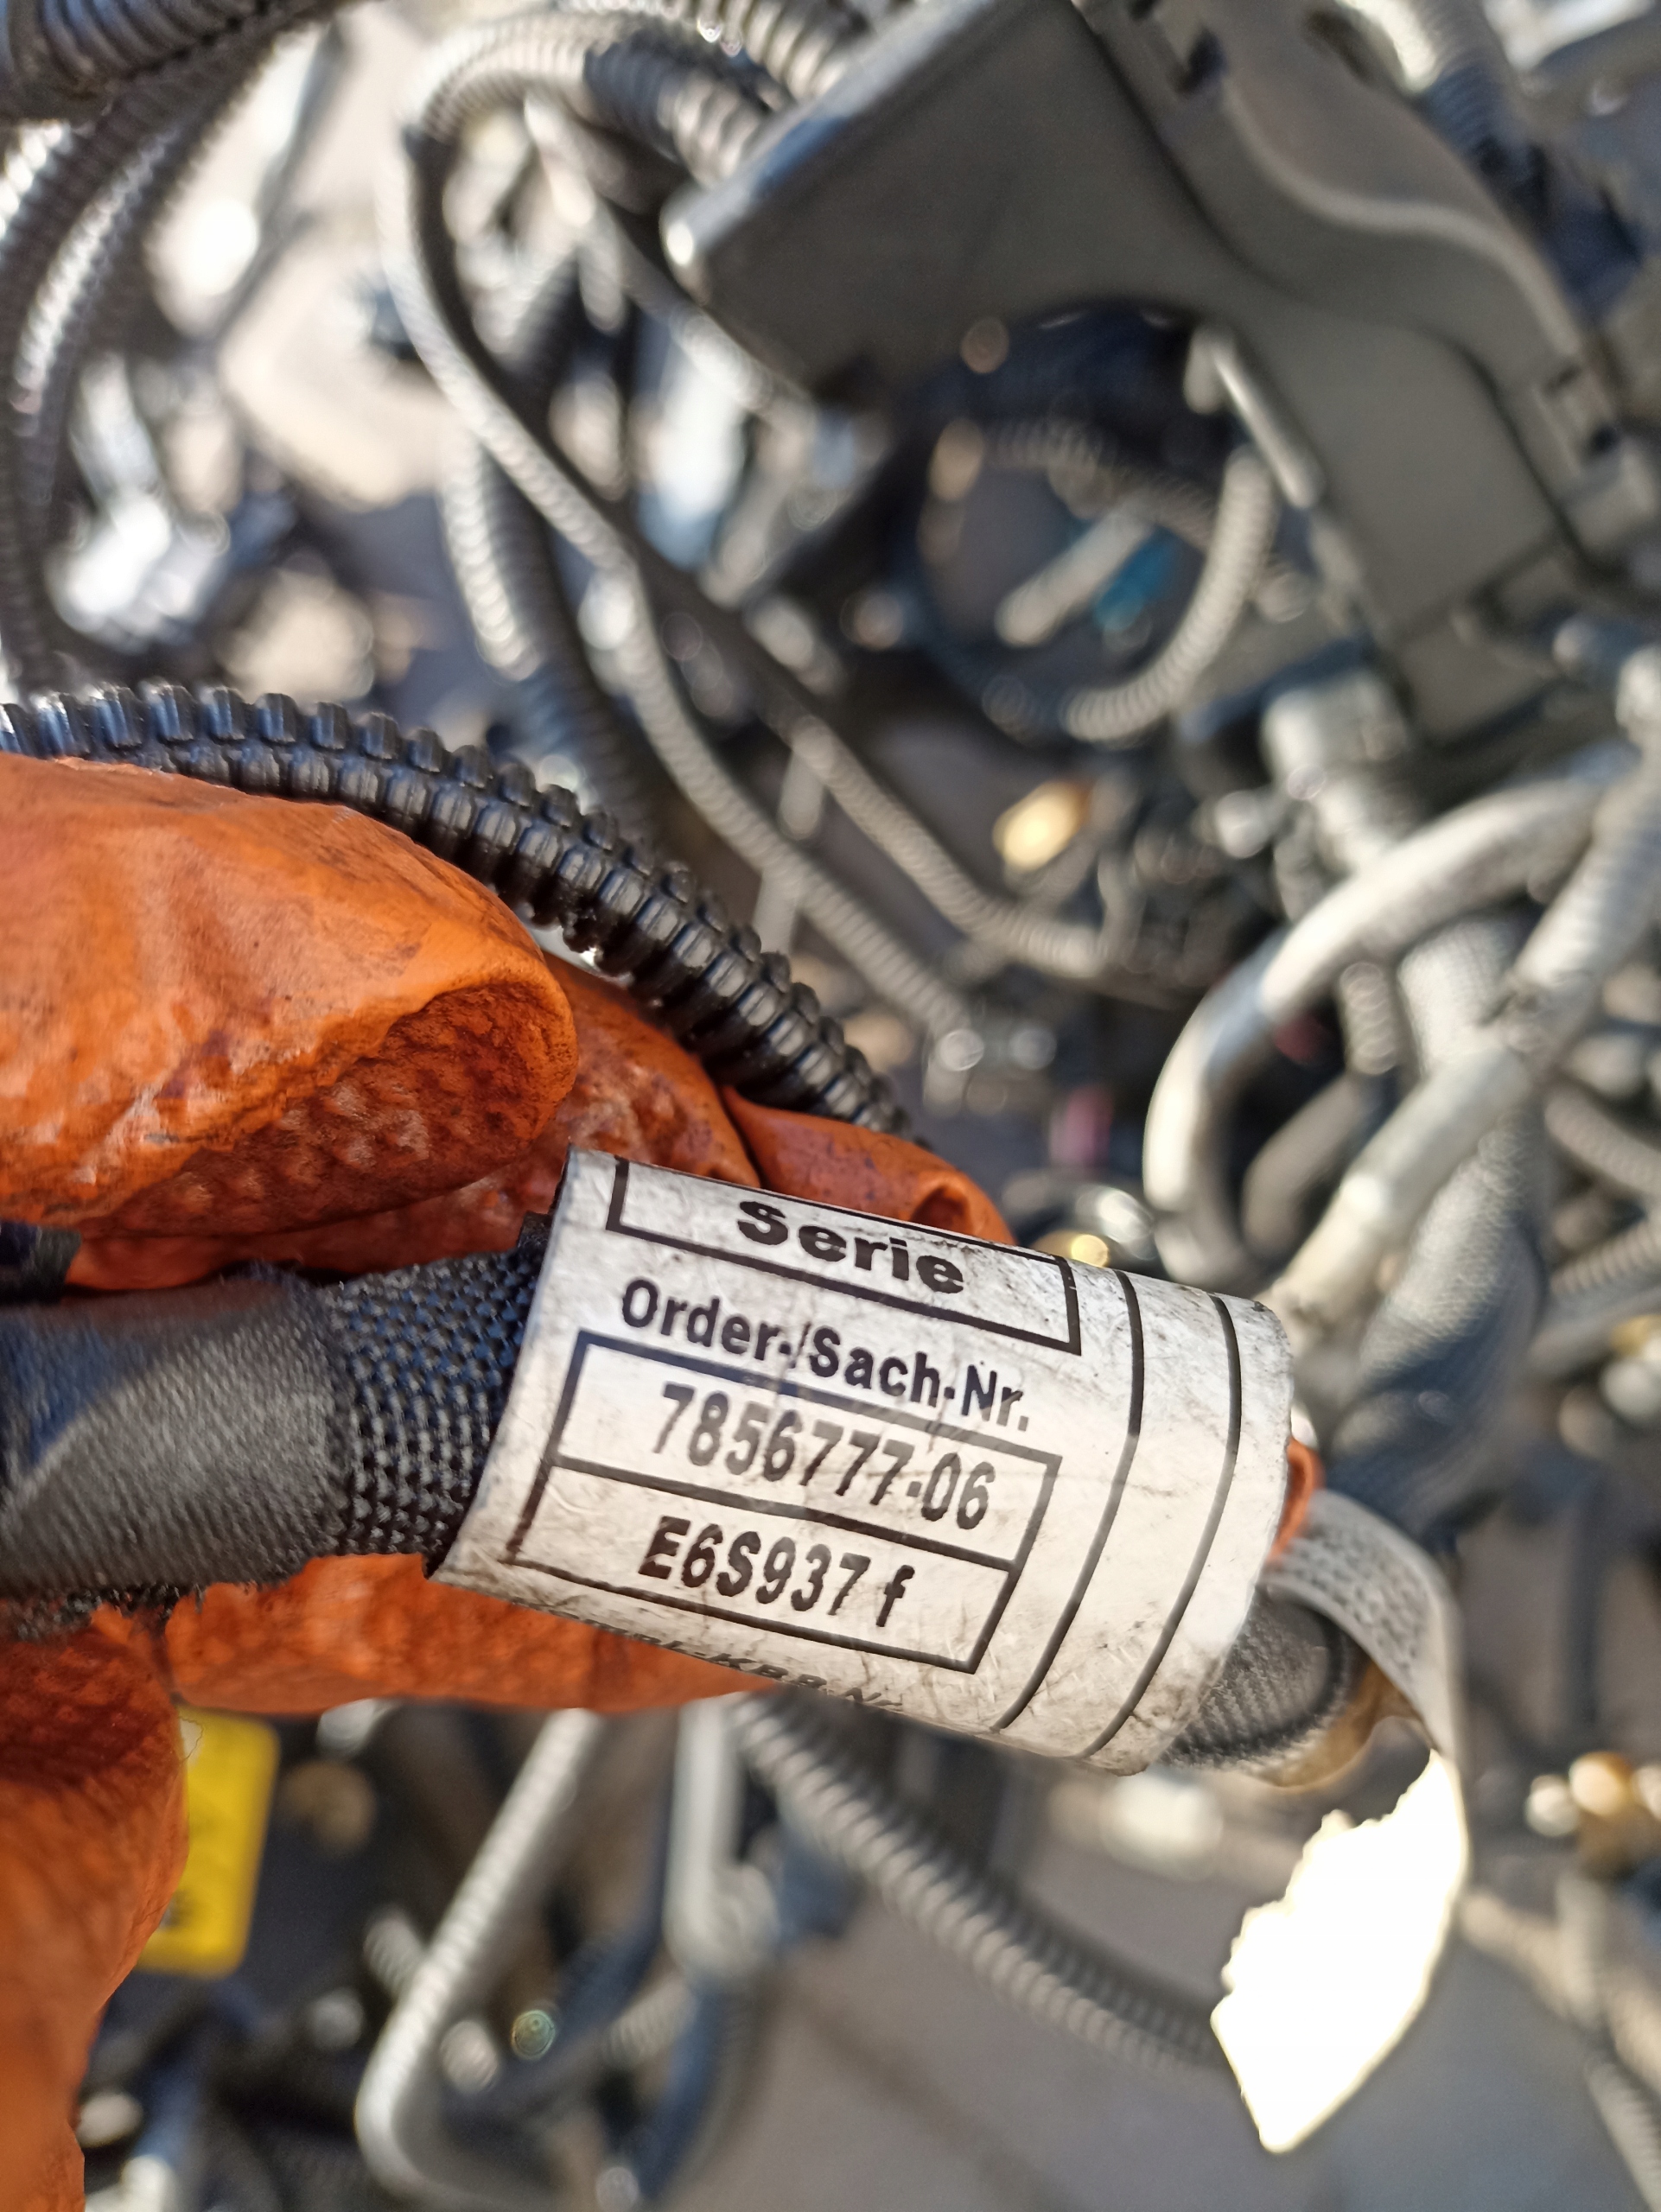 Serie
Order-/Sach-Nr.
7856777-06
E6S937 f